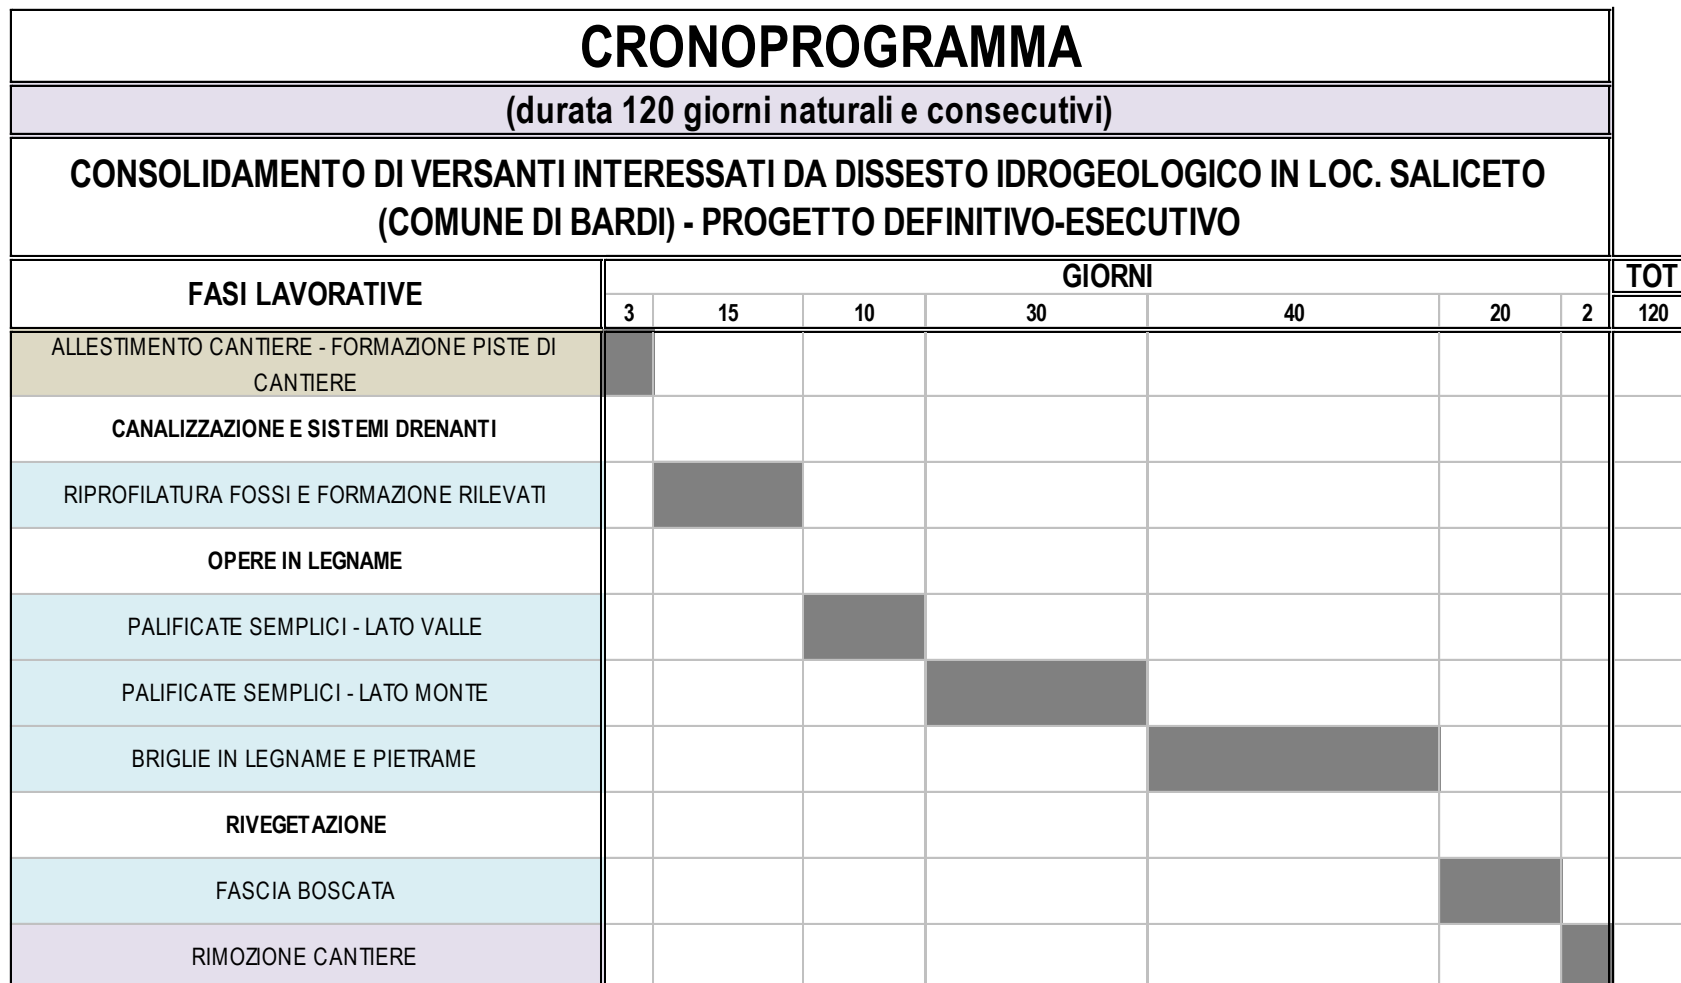 CRONOPROGRAMMA
(durata 120 giorni naturali e consecutivi)
CONSOLIDAMENTO DI VERSANTI INTERESSATI DA DISSESTO IDROGEOLOGICO IN LOC. SALICETO
(COMUNE DI BARDI) - PROGETTO DEFINITIVO-ESECUTIVO
FASI LAVORATIVE
GIORNI
TOT
3 15 10 30 40 20 2 120
ALLESTIMENTO CANTIERE - FORMAZIONE PISTE DI
CANTIERE
CANALIZZAZIONE E SISTEMI DRENANTI
RIPROFILATURA FOSSI E FORMAZIONE RILEVATI
OPERE IN LEGNAME
PALIFICATE SEMPLICI - LATO VALLE
PALIFICATE SEMPLICI - LATO MONTE
BRIGLIE IN LEGNAME E PIETRAME
RIVEGETAZIONE
FASCIA BOSCATA
RIMOZIONE CANTIERE